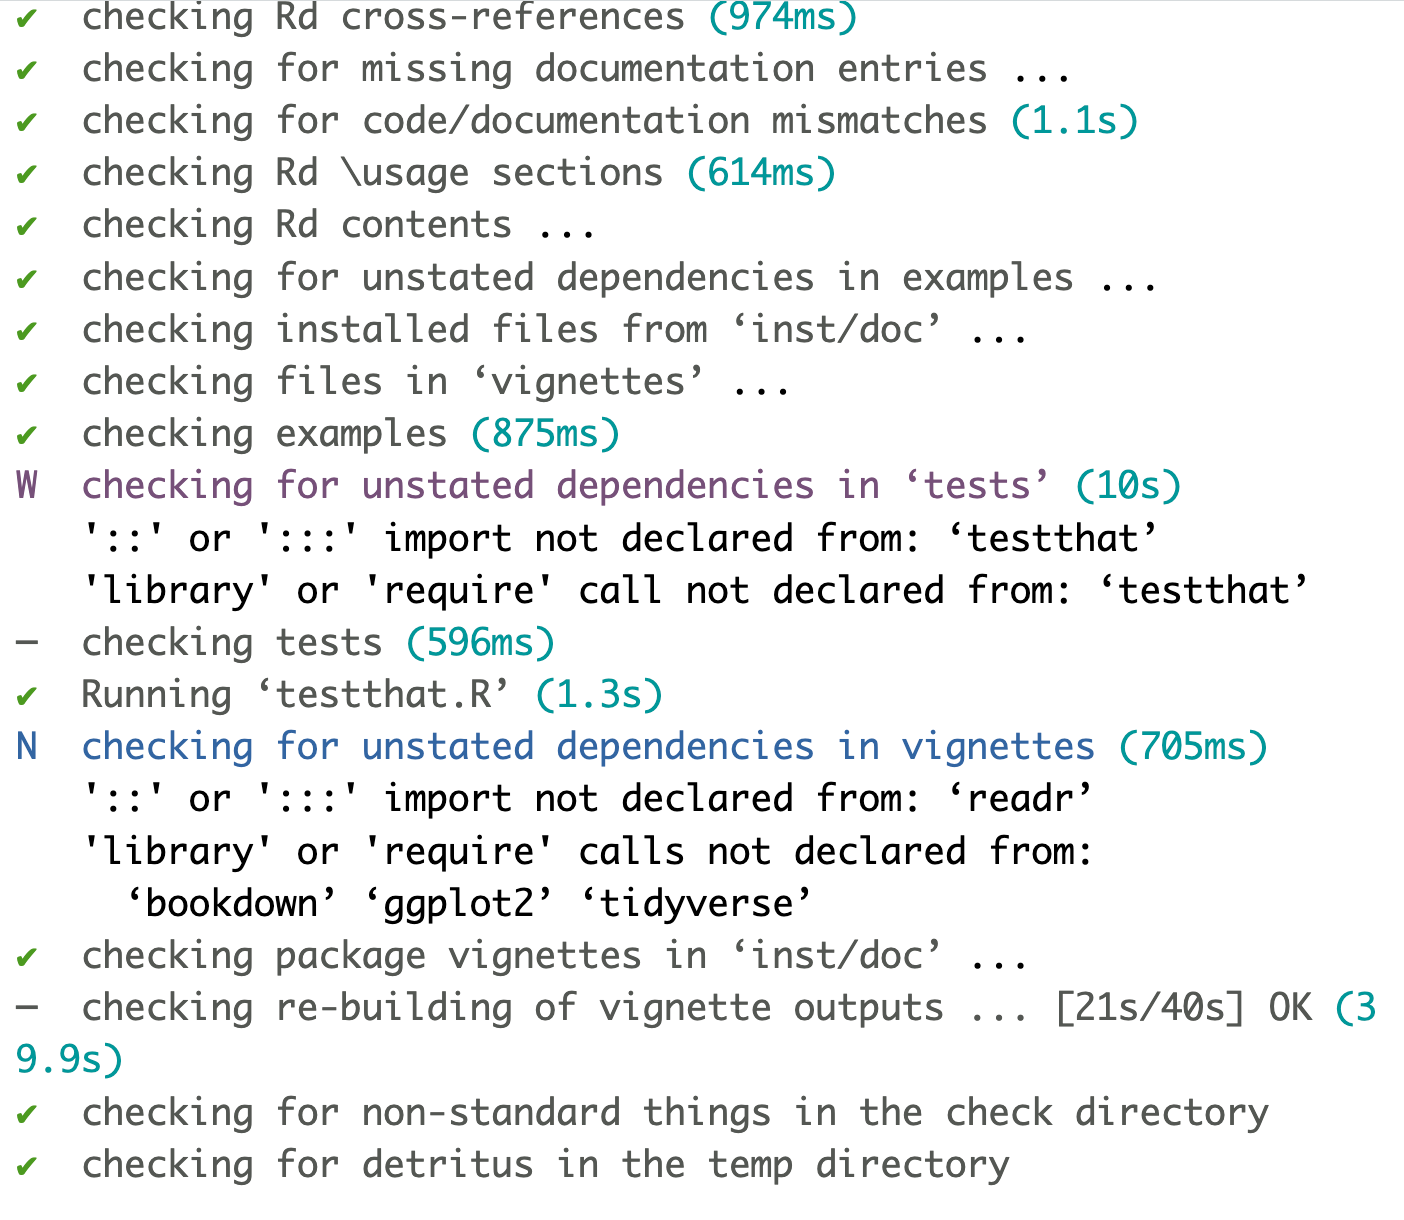 ✔ checking Rd cross-references (974ms)
✔ checking for missing documentation entries ...
✔ checking for code/documentation mismatches (1.1s)
✔ checking Rd \usage sections (614ms)
✔ checking Rd contents ...
✔ checking for unstated dependencies in examples ...
✔ checking installed files from ‘inst/doc’ ...
✔ checking files in ‘vignettes’ ...
✔ checking examples (875ms)
W checking for unstated dependencies in ‘tests’ (10s)
'::' or ':::' import not declared from: ‘testthat’
'library' or 'require' call not declared from: ‘testthat’
─ checking tests (596ms)
✔ Running ‘testthat.R’ (1.3s)
N checking for unstated dependencies in vignettes (705ms)
'::' or ':::' import not declared from: ‘readr’
'library' or 'require' calls not declared from:
‘bookdown’ ‘ggplot2’ ‘tidyverse’
✔ checking package vignettes in ‘inst/doc’ ...
─ checking re-building of vignette outputs ... [21s/40s] OK (3
9.9s)
✔ checking for non-standard things in the check directory
✔ checking for detritus in the temp directory